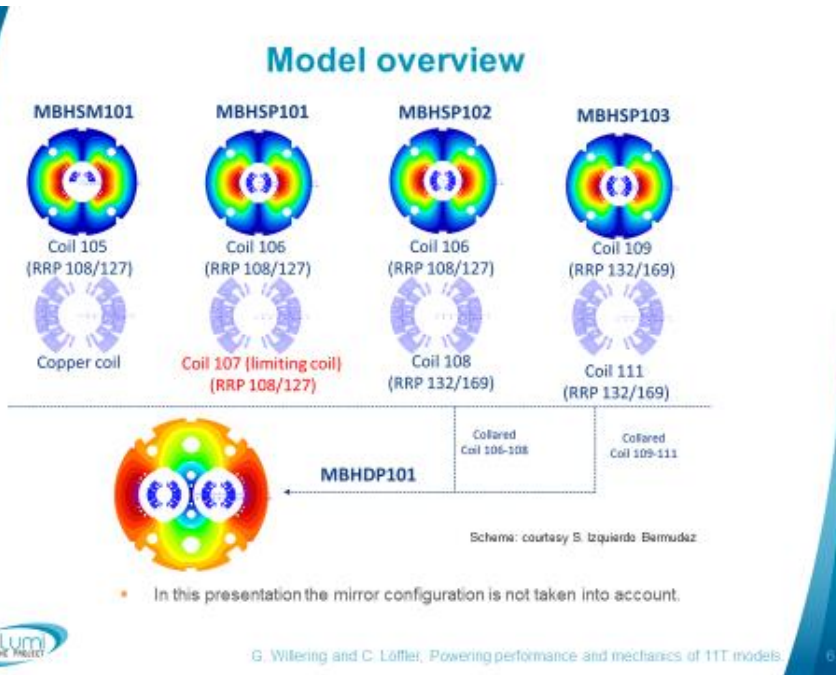 Model overview
MBHSM101 MBHSP101 MBHSP102 MBHSP103
Coil 105
(RRP 108/127)
Coil 106
(RRP 108/127)
Coil 106
(RRP 108/127)
Coil 109
(RRP 132/169)
Copper coil
Coil 107 (limiting coil)
(RRP 108/127)
Coil 108
(RRP 132/169)
Coil 111
(RRP 132/169)
Collared
Coil 106-108
Collared
Coil 109-111
MBHDP101
Scheme: courtesy S. Izquierdo Bermudez
• In this presentation the mirror configuration is not taken into account.
Lumi
PROJECT
G. Willering and C. Löffler, Powering performance and mechanics of 11T models.
6